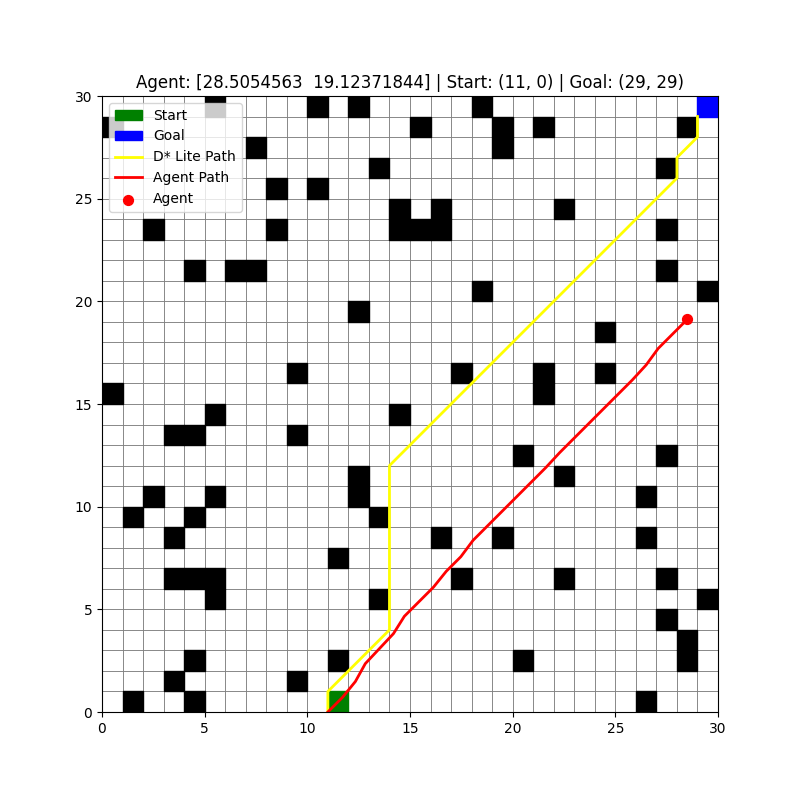 Agent: [28.5054563  19.12371844] | Start: (11, 0) | Goal: (29, 29)
30
Start
Goal
D* Lite Path
Agent Path
Agent
25
20
15
10
5
0
0 5 10 15 20 25 30